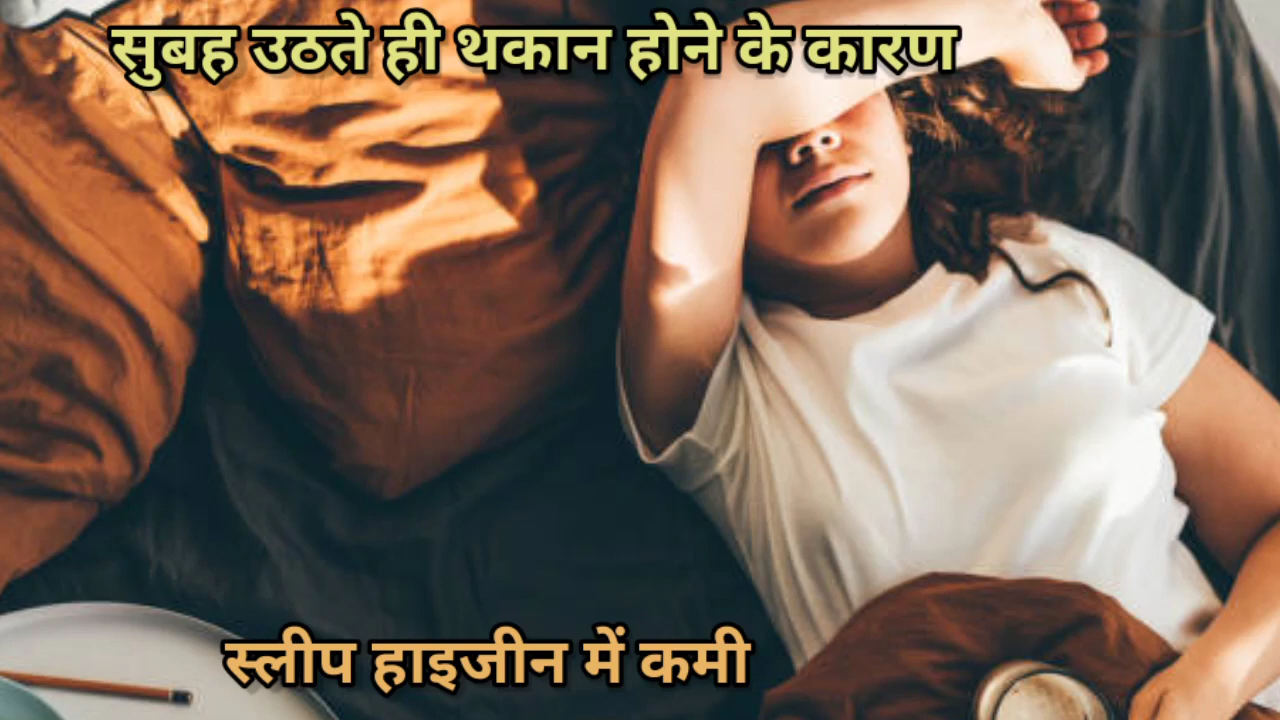 सुबह उठते ही थकान होने के कारण
स्लीप हाइजीन में कमी